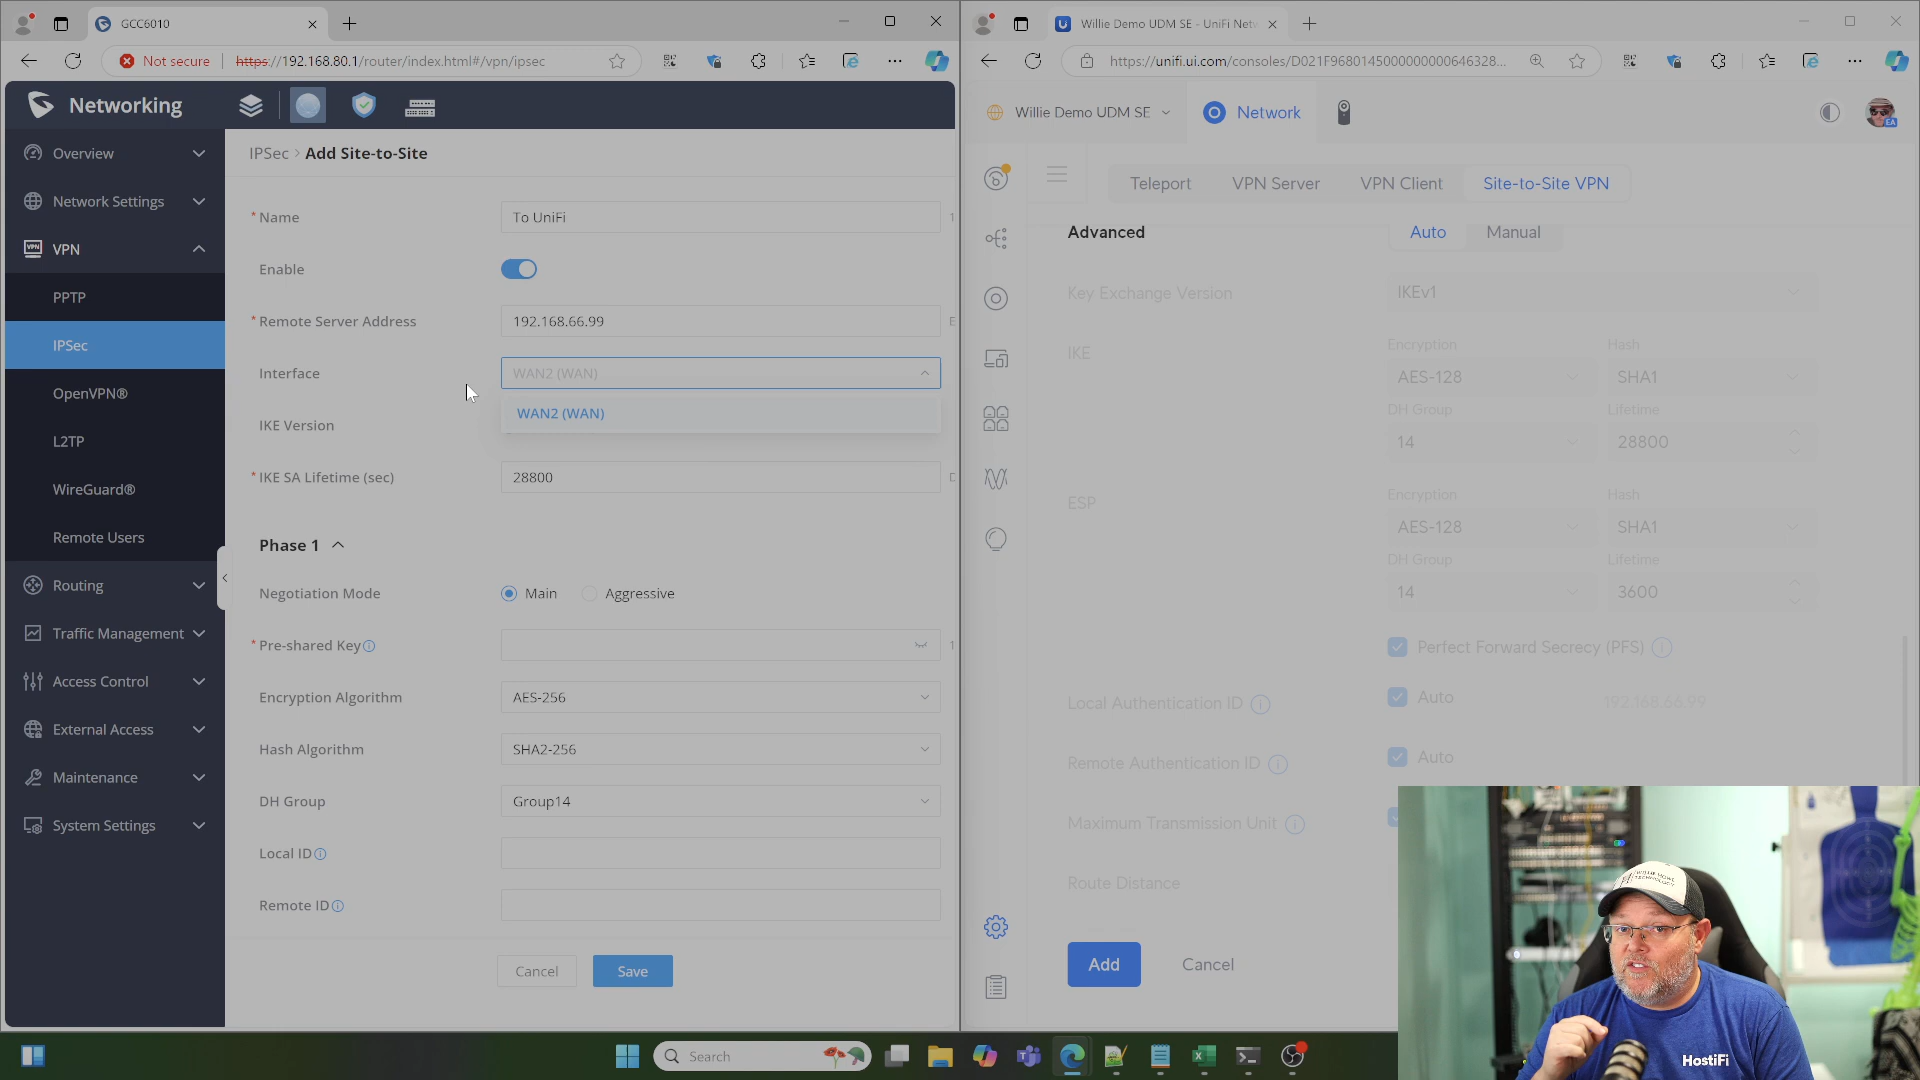 GCC6010
Not secure
https://192.168.80.1/router/index.html#/vpn/ipsec
Networking
Overview
Network Settings
VPN
VPN
PPTP
IPSec
OpenVPN®
L2TP
WireGuard®
Remote Users
Routing
Traffic Management
Access Control
External Access
Maintenance
System Settings
IPSec > Add Site-to-Site
* Name
To UniFi
Enable
* Remote Server Address
192.168.66.99
Interface
WAN2 (WAN)
WAN2 (WAN)
IKE Version
* IKE SA Lifetime (sec)
28800
Phase 1
Negotiation Mode
Main
Aggressive
* Pre-shared Key
Encryption Algorithm
AES-256
Hash Algorithm
SHA2-256
DH Group
Group14
Local ID
Remote ID
Cancel
Save
Willie Demo UDM SE - UniFi Netw
https://unifi.ui.com/consoles/D021F9680145000000000646328...
Willie Demo UDM SE
Network
EA
Teleport
VPN Server
VPN Client
Site-to-Site VPN
Advanced
Auto
Manual
Key Exchange Version
IKEv1
IKE
Encryption
Hash
AES-128
SHA1
DH Group
Lifetime
14
28800
ESP
Encryption
Hash
AES-128
SHA1
DH Group
Lifetime
14
3600
Perfect Forward Secrecy (PFS)
Local Authentication ID
Auto
192.168.66.99
Remote Authentication ID
Auto
Maximum Transmission Unit
Route Distance
Add
Cancel
HostiFi
Search